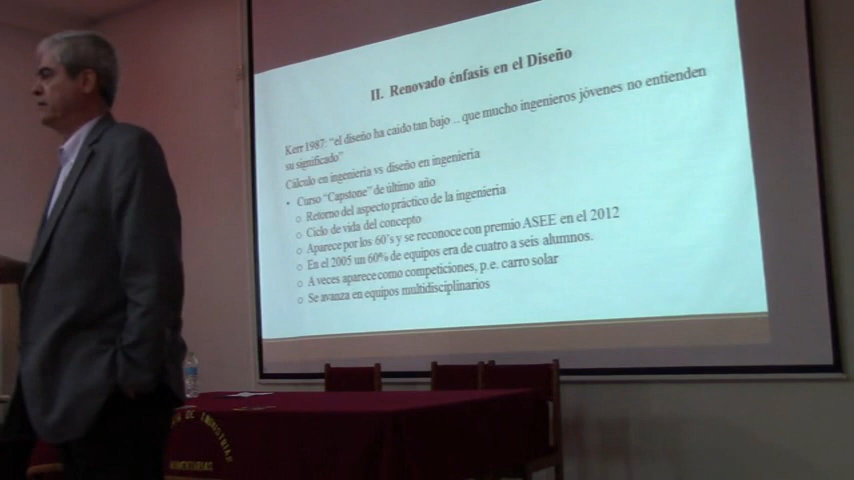 II. Renovado énfasis en el Diseño
Kerr 1987: "el diseño ha caído tan bajo .. que mucho ingenieros jóvenes no entienden
su significado"
Cálculo en ingeniería vs diseño en ingeniería
• Curso "Capstone" de último año
o Retorno del aspecto práctico de la ingeniería
o Ciclo de vida del concepto
o Aparece por los 60's y se reconoce con premio ASEE en el 2012
o En el 2005 un 60% de equipos era de cuatro a seis alumnos.
o A veces aparece como competiciones, p.e. carro solar
o Se avanza en equipos multidisciplinarios
DE INDUSTRIAS